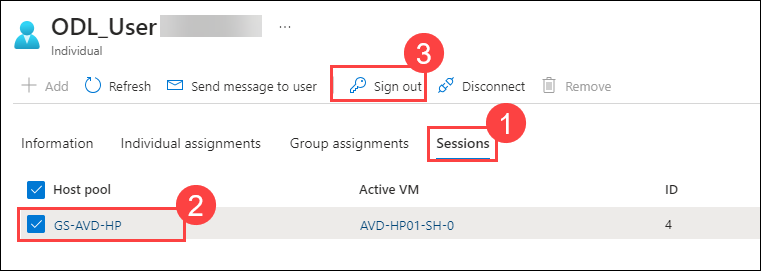 ODL_User ...
Individual
3
Add Refresh Send message to user Sign out Disconnect Remove
1
Information Individual assignments Group assignments Sessions
Host pool Active VM ID
2
GS-AVD-HP AVD-HP01-SH-0 4